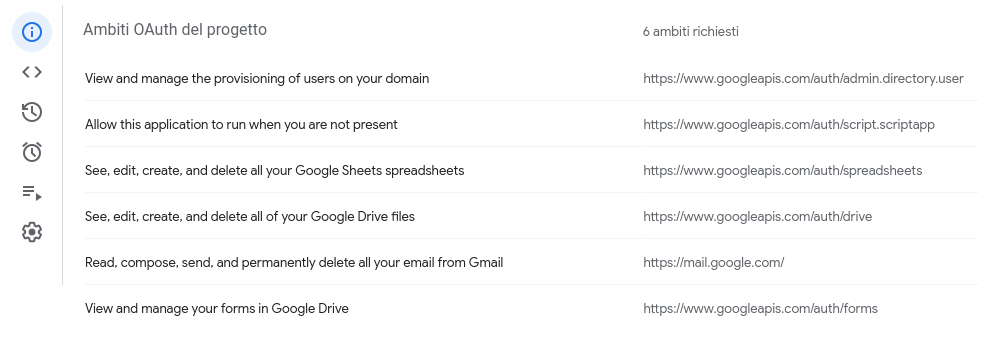 Ambiti OAuth del progetto
6 ambiti richiesti
View and manage the provisioning of users on your domain
https://www.googleapis.com/auth/admin.directory.user
Allow this application to run when you are not present
https://www.googleapis.com/auth/script.scriptapp
See, edit, create, and delete all your Google Sheets spreadsheets
https://www.googleapis.com/auth/spreadsheets
See, edit, create, and delete all of your Google Drive files
https://www.googleapis.com/auth/drive
Read, compose, send, and permanently delete all your email from Gmail
https://mail.google.com/
View and manage your forms in Google Drive
https://www.googleapis.com/auth/forms